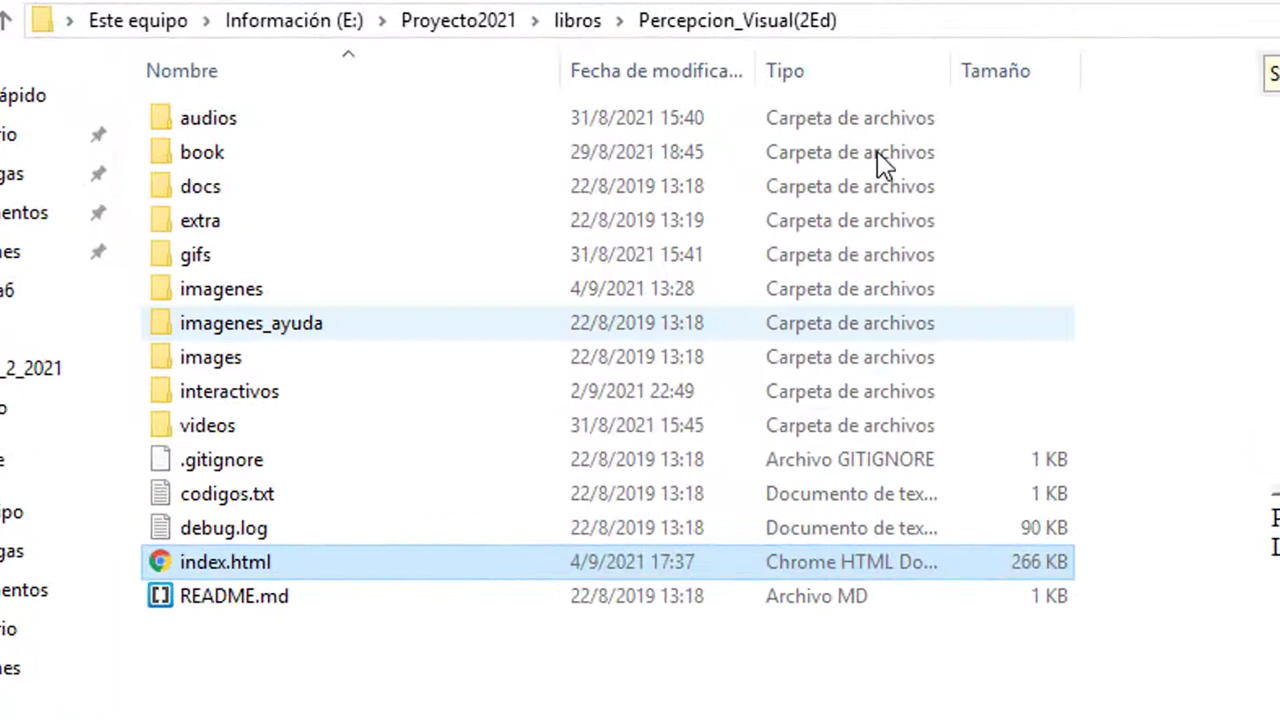 Este equipo > Información (E:) > Proyecto2021 > libros > Percepcion_Visual(2Ed)
Nombre Fecha de modifica... Tipo Tamaño
audios 31/8/2021 15:40 Carpeta de archivos
book 29/8/2021 18:45 Carpeta de archivos
docs 22/8/2019 13:18 Carpeta de archivos
extra 22/8/2019 13:19 Carpeta de archivos
gifs 31/8/2021 15:41 Carpeta de archivos
imagenes 4/9/2021 13:28 Carpeta de archivos
imagenes_ayuda 22/8/2019 13:18 Carpeta de archivos
images 22/8/2019 13:18 Carpeta de archivos
interactivos 2/9/2021 22:49 Carpeta de archivos
videos 31/8/2021 15:45 Carpeta de archivos
.gitignore 22/8/2019 13:18 Archivo GITIGNORE 1 KB
codigos.txt 22/8/2019 13:18 Documento de tex... 1 KB
debug.log 22/8/2019 13:18 Documento de tex... 90 KB
index.html 4/9/2021 17:37 Chrome HTML Do... 266 KB
README.md 22/8/2019 13:18 Archivo MD 1 KB
ápido
io
gas
entos
nes
a6
_2_2021
o
e
ipo
gas
entos
rio
nes